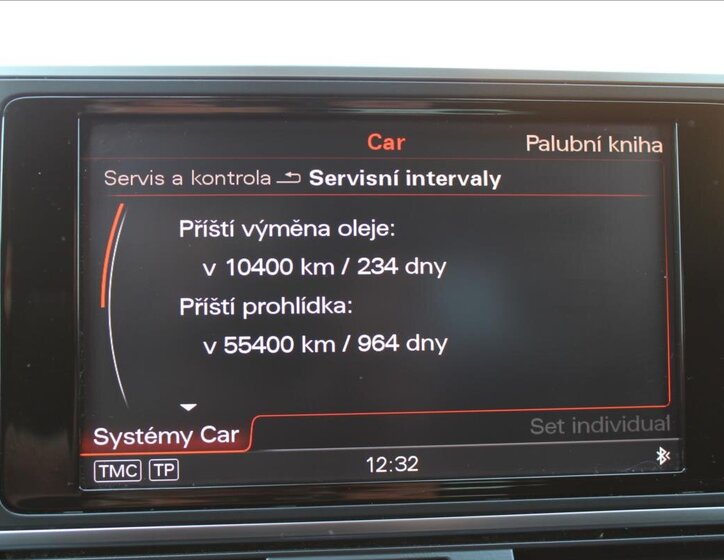 Car
Palubní kniha
Servis a kontrola Servisní intervaly
Příští výměna oleje:
v 10400 km / 234 dny
Příští prohlídka:
v 55400 km / 964 dny
Systémy Car
Set individual
TMC TP
12:32